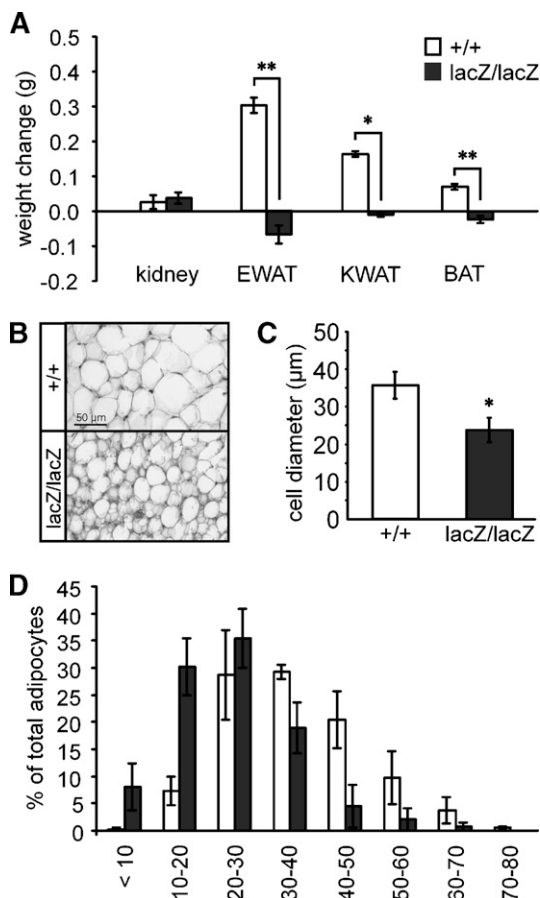 A
weight change (g)
0.5
0.4
0.3
0.2
0.1
0.0
-0.1
-0.2
+/+
lacZ/lacZ
** * **
kidney EWAT KWAT BAT
B
+/+
50 µm
lacZ/lacZ
C
cell diameter (µm)
50
40
30
20
10
0
*
+/+ lacZ/lacZ
D
% of total adipocytes
45
40
35
30
25
20
15
10
5
0
< 10
10-20
20-30
30-40
40-50
50-60
60-70
70-80